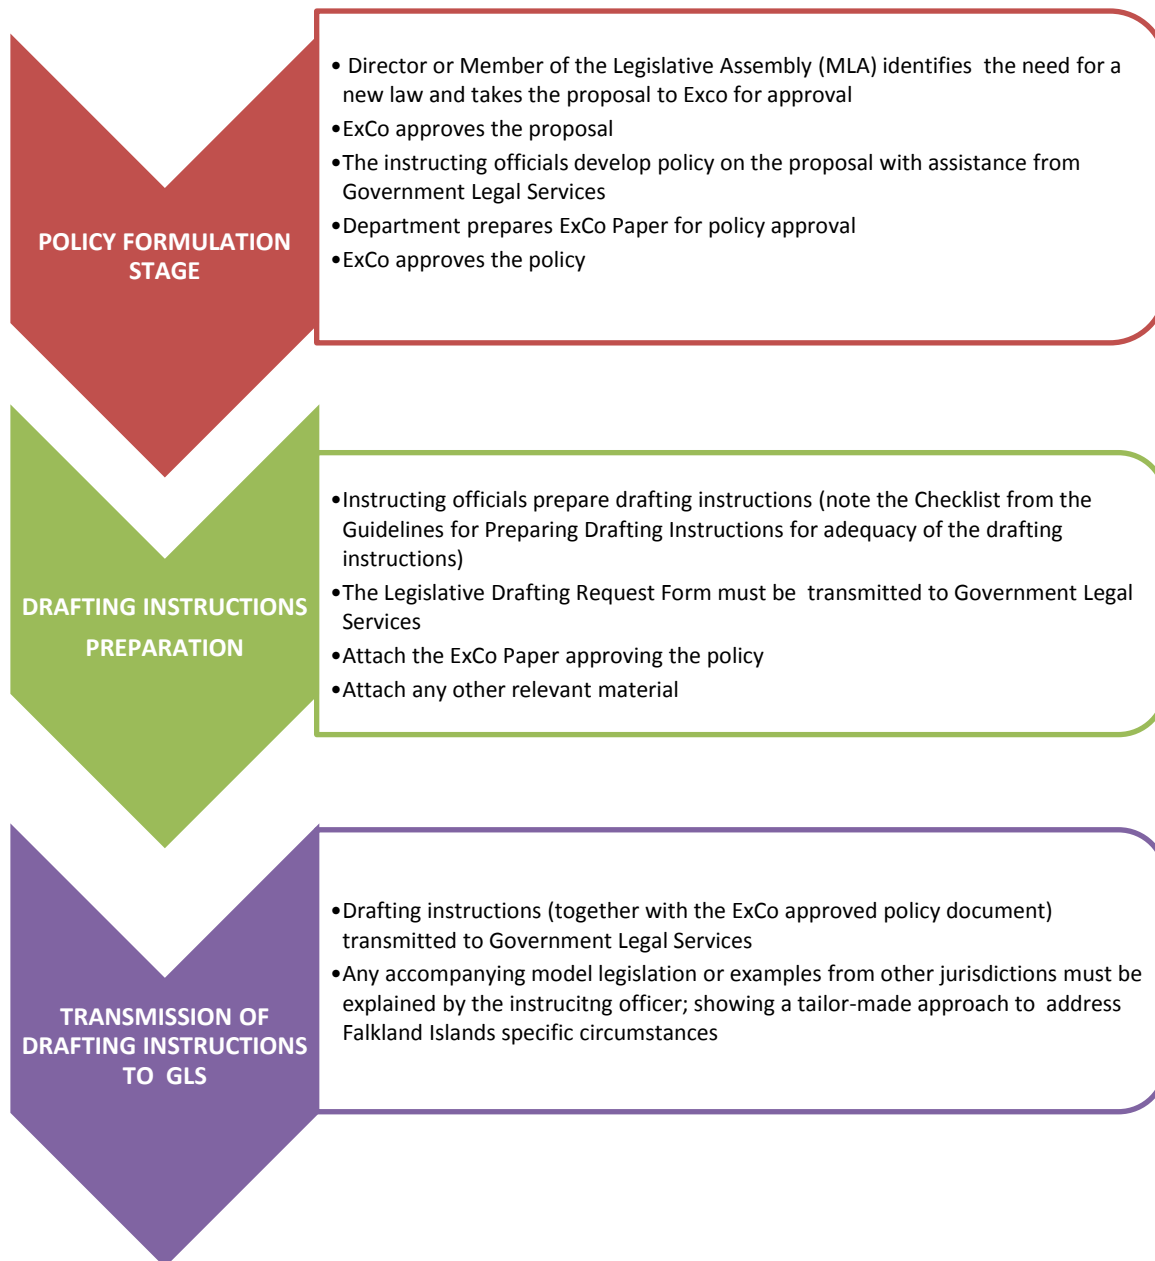 POLICY FORMULATION
STAGE
• Director or Member of the Legislative Assembly (MLA) identifies the need for a
new law and takes the proposal to Exco for approval
•ExCo approves the proposal
•The instructing officials develop policy on the proposal with assistance from
Government Legal Services
•Department prepares ExCo Paper for policy approval
•ExCo approves the policy
DRAFTING INSTRUCTIONS
PREPARATION
•Instructing officials prepare drafting instructions (note the Checklist from the
Guidelines for Preparing Drafting Instructions for adequacy of the drafting
instructions)
•The Legislative Drafting Request Form must be transmitted to Government Legal
Services
•Attach the ExCo Paper approving the policy
•Attach any other relevant material
TRANSMISSION OF
DRAFTING INSTRUCTIONS
TO GLS
•Drafting instructions (together with the ExCo approved policy document)
transmitted to Government Legal Services
•Any accompanying model legislation or examples from other jurisdictions must be
explained by the instrucitng officer; showing a tailor-made approach to address
Falkland Islands specific circumstances